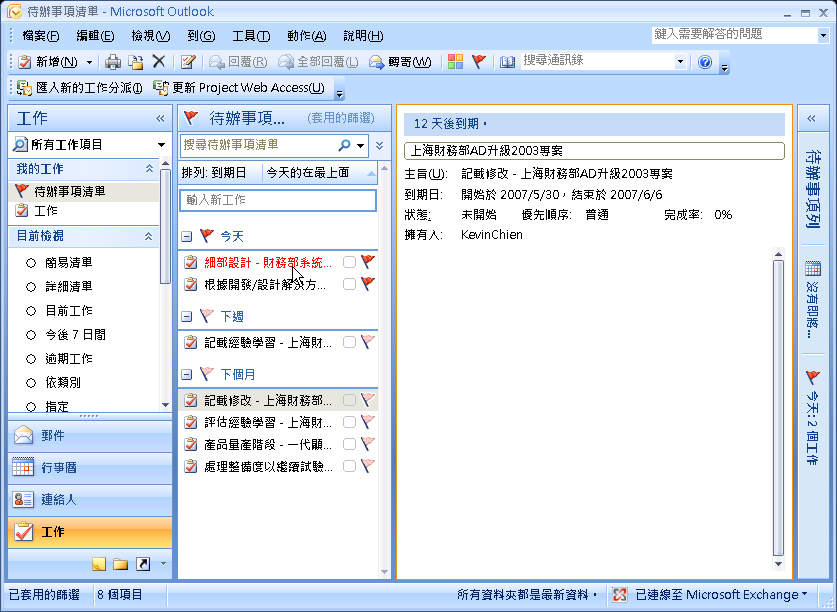 待辦事項清單 - Microsoft Outlook
檔案(F) 編輯(E) 檢視(V) 到(G) 工具(T) 動作(A) 說明(H) 鍵入需要解答的問題
新增(N) 回覆(R) 全部回覆(L) 轉寄(W) 搜尋通訊錄
匯入新的工作分派(I) 更新 Project Web Access(U)
工作
所有工作項目
我的工作
待辦事項清單
工作
目前檢視
簡易清單
詳細清單
目前工作
今後 7 日間
逾期工作
依類別
指定
郵件
行事曆
連絡人
工作
待辦事項... (套用的篩選)
搜尋待辦事項清單
排列: 到期日 今天的在最上面
輸入新工作
今天
細部設計 - 財務部系統...
根據開發/設計解決方...
下週
記載經驗學習 - 上海財...
下個月
記載修改 - 上海財務部...
評估經驗學習 - 上海財...
產品量產階段 - 一代顯...
處理整備度以繼續試驗...
12 天後到期。
上海財務部AD升級2003專案
主旨(U): 記載修改 - 上海財務部AD升級2003專案
到期日: 開始於 2007/5/30，結束於 2007/6/6
狀態: 未開始 優先順序: 普通 完成率: 0%
擁有人: KevinChien
待辦事項列
沒有即將...
今天: 2 個工作
已套用的篩選 8 個項目 所有資料夾都是最新資料。 已連線至 Microsoft Exchange